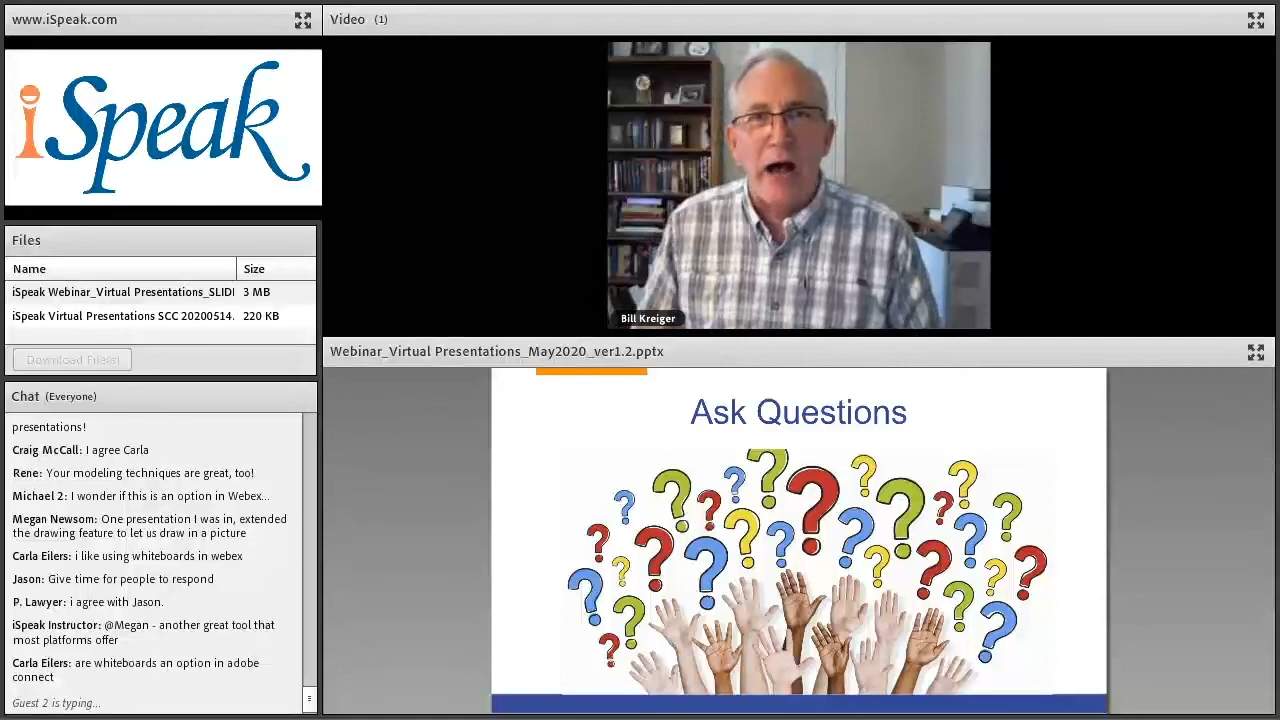 www.iSpeak.com
Video (1)
iSpeak
Bill Kreiger
Files
Name Size
iSpeak Webinar_Virtual Presentations_SLIDI 3 MB
iSpeak Virtual Presentations SCC 20200514. 220 KB
Download File(s)
Webinar_Virtual Presentations_May2020_ver1.2.pptx
Ask Questions
Chat (Everyone)
presentations!
Craig McCall: I agree Carla
Rene: Your modeling techniques are great, too!
Michael 2: I wonder if this is an option in Webex...
Megan Newsom: One presentation I was in, extended
the drawing feature to let us draw in a picture
Carla Eilers: i like using whiteboards in webex
Jason: Give time for people to respond
P. Lawyer: i agree with Jason.
iSpeak Instructor: @Megan - another great tool that
most platforms offer
Carla Eilers: are whiteboards an option in adobe
connect
Guest 2 is typing...